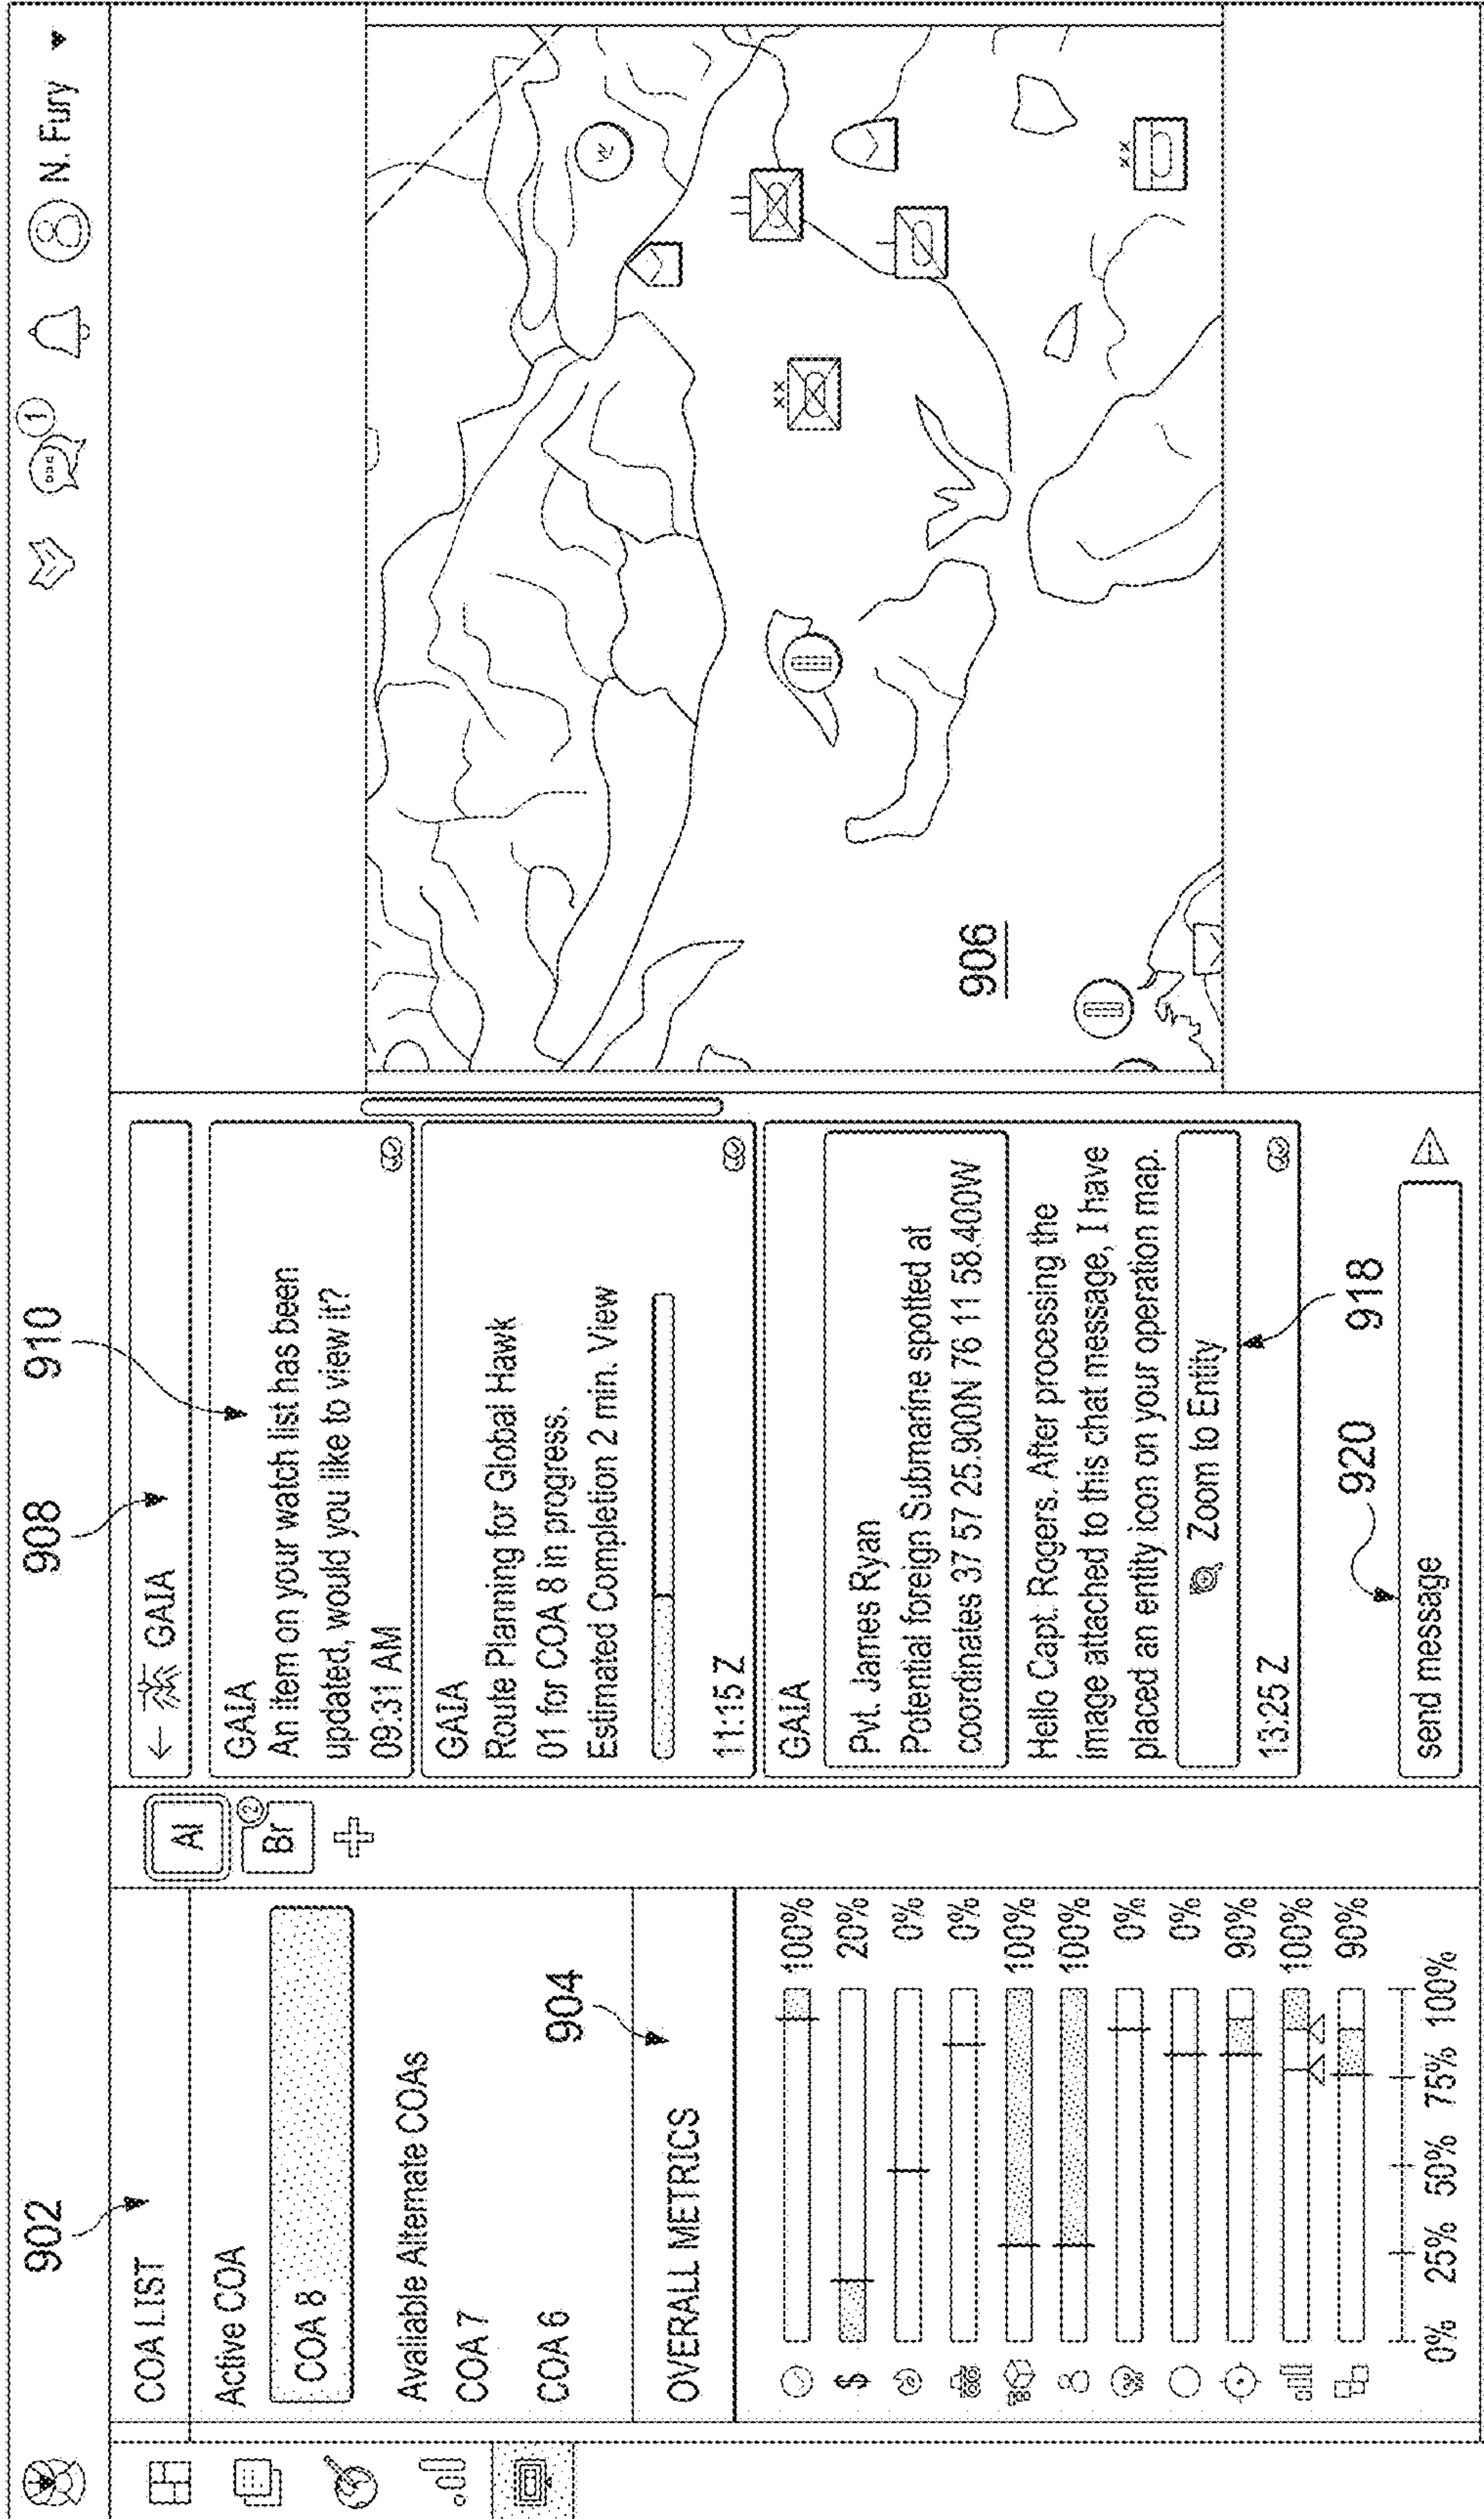 902
908
910
1
N. Fury
COA LIST
Active COA
COA 8
Available Alternate COAs
COA 7
COA 6
904
OVERALL METRICS
100%
$
20%
0%
0%
100%
100%
0%
0%
90%
100%
90%
0% 25% 50% 75% 100%
AI
Br
2
← GAIA
GAIA
An item on your watch list has been
updated, would you like to view it?
09:31 AM
GAIA
Route Planning for Global Hawk
01 for COA 8 in progress.
Estimated Completion 2 min. View
11:15 Z
GAIA
Pvt. James Ryan
Potential foreign Submarine spotted at
coordinates 37 57 25.900N 76 11 58.400W
Hello Capt. Rogers. After processing the
image attached to this chat message, I have
placed an entity icon on your operation map.
Zoom to Entity
13:25 Z
920
918
send message
xx
xx
906